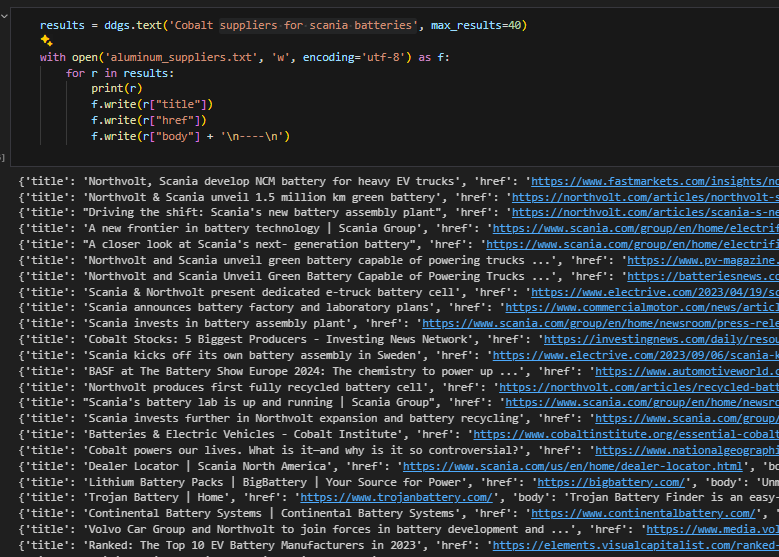 results = ddgs.text('Cobalt suppliers for scania batteries', max_results=40)
with open('aluminum_suppliers.txt', 'w', encoding='utf-8') as f:
    for r in results:
        print(r)
        f.write(r["title"])
        f.write(r["href"])
        f.write(r["body"] + '\n----\n')
{'title': 'Northvolt, Scania develop NCM battery for heavy EV trucks', 'href': 'https://www.fastmarkets.com/insights/no
{'title': 'Northvolt & Scania unveil 1.5 million km green battery', 'href': 'https://northvolt.com/articles/northvolt-s
{'title': "Driving the shift: Scania's new battery assembly plant", 'href': 'https://northvolt.com/articles/scania-s-n
{'title': 'A new frontier in battery technology | Scania Group', 'href': 'https://www.scania.com/group/en/home/electrif
{'title': "A closer look at Scania's next- generation battery", 'href': 'https://www.scania.com/group/en/home/electrifi
{'title': 'Northvolt and Scania unveil green battery capable of powering trucks ...', 'href': 'https://www.pv-magazine.
{'title': 'Northvolt and Scania Unveil Green Battery Capable of Powering Trucks ...', 'href': 'https://batteriesnews.co
{'title': 'Scania & Northvolt present dedicated e-truck battery cell', 'href': 'https://www.electrive.com/2023/04/19/sc
{'title': 'Scania announces battery factory and laboratory plans', 'href': 'https://www.commercialmotor.com/news/articl
{'title': 'Scania invests in battery assembly plant', 'href': 'https://www.scania.com/group/en/home/newsroom/press-rele
{'title': 'Cobalt Stocks: 5 Biggest Producers - Investing News Network', 'href': 'https://investingnews.com/daily/resou
{'title': 'Scania kicks off its own battery assembly in Sweden', 'href': 'https://www.electrive.com/2023/09/06/scania-k
{'title': 'BASF at The Battery Show Europe 2024: The chemistry to power up ...', 'href': 'https://www.automotiveworld.c
{'title': 'Northvolt produces first fully recycled battery cell', 'href': 'https://northvolt.com/articles/recycled-batt
{'title': "Scania's battery lab is up and running | Scania Group", 'href': 'https://www.scania.com/group/en/home/newsro
{'title': 'Scania invests further in Northvolt expansion and battery recycling', 'href': 'https://www.scania.com/group/
{'title': 'Batteries & Electric Vehicles - Cobalt Institute', 'href': 'https://www.cobaltinstitute.org/essential-cobalt
{'title': 'Cobalt powers our lives. What is it—and why is it so controversial?', 'href': 'https://www.nationalgeographi
{'title': 'Dealer Locator | Scania North America', 'href': 'https://www.scania.com/us/en/home/dealer-locator.html', 'bo
{'title': 'Lithium Battery Packs | BigBattery | Your Source for Power', 'href': 'https://bigbattery.com/', 'body': 'Unm
{'title': 'Trojan Battery | Home', 'href': 'https://www.trojanbattery.com/', 'body': 'Trojan Battery Finder is an easy-
{'title': 'Continental Battery Systems | Continental Battery Systems', 'href': 'https://www.continentalbattery.com/', '
{'title': 'Volvo Car Group and Northvolt to join forces in battery development and ...', 'href': 'https://www.media.vol
{'title': 'Ranked: The Top 10 EV Battery Manufacturers in 2023', 'href': 'https://elements.visualcapitalist.com/ranked-